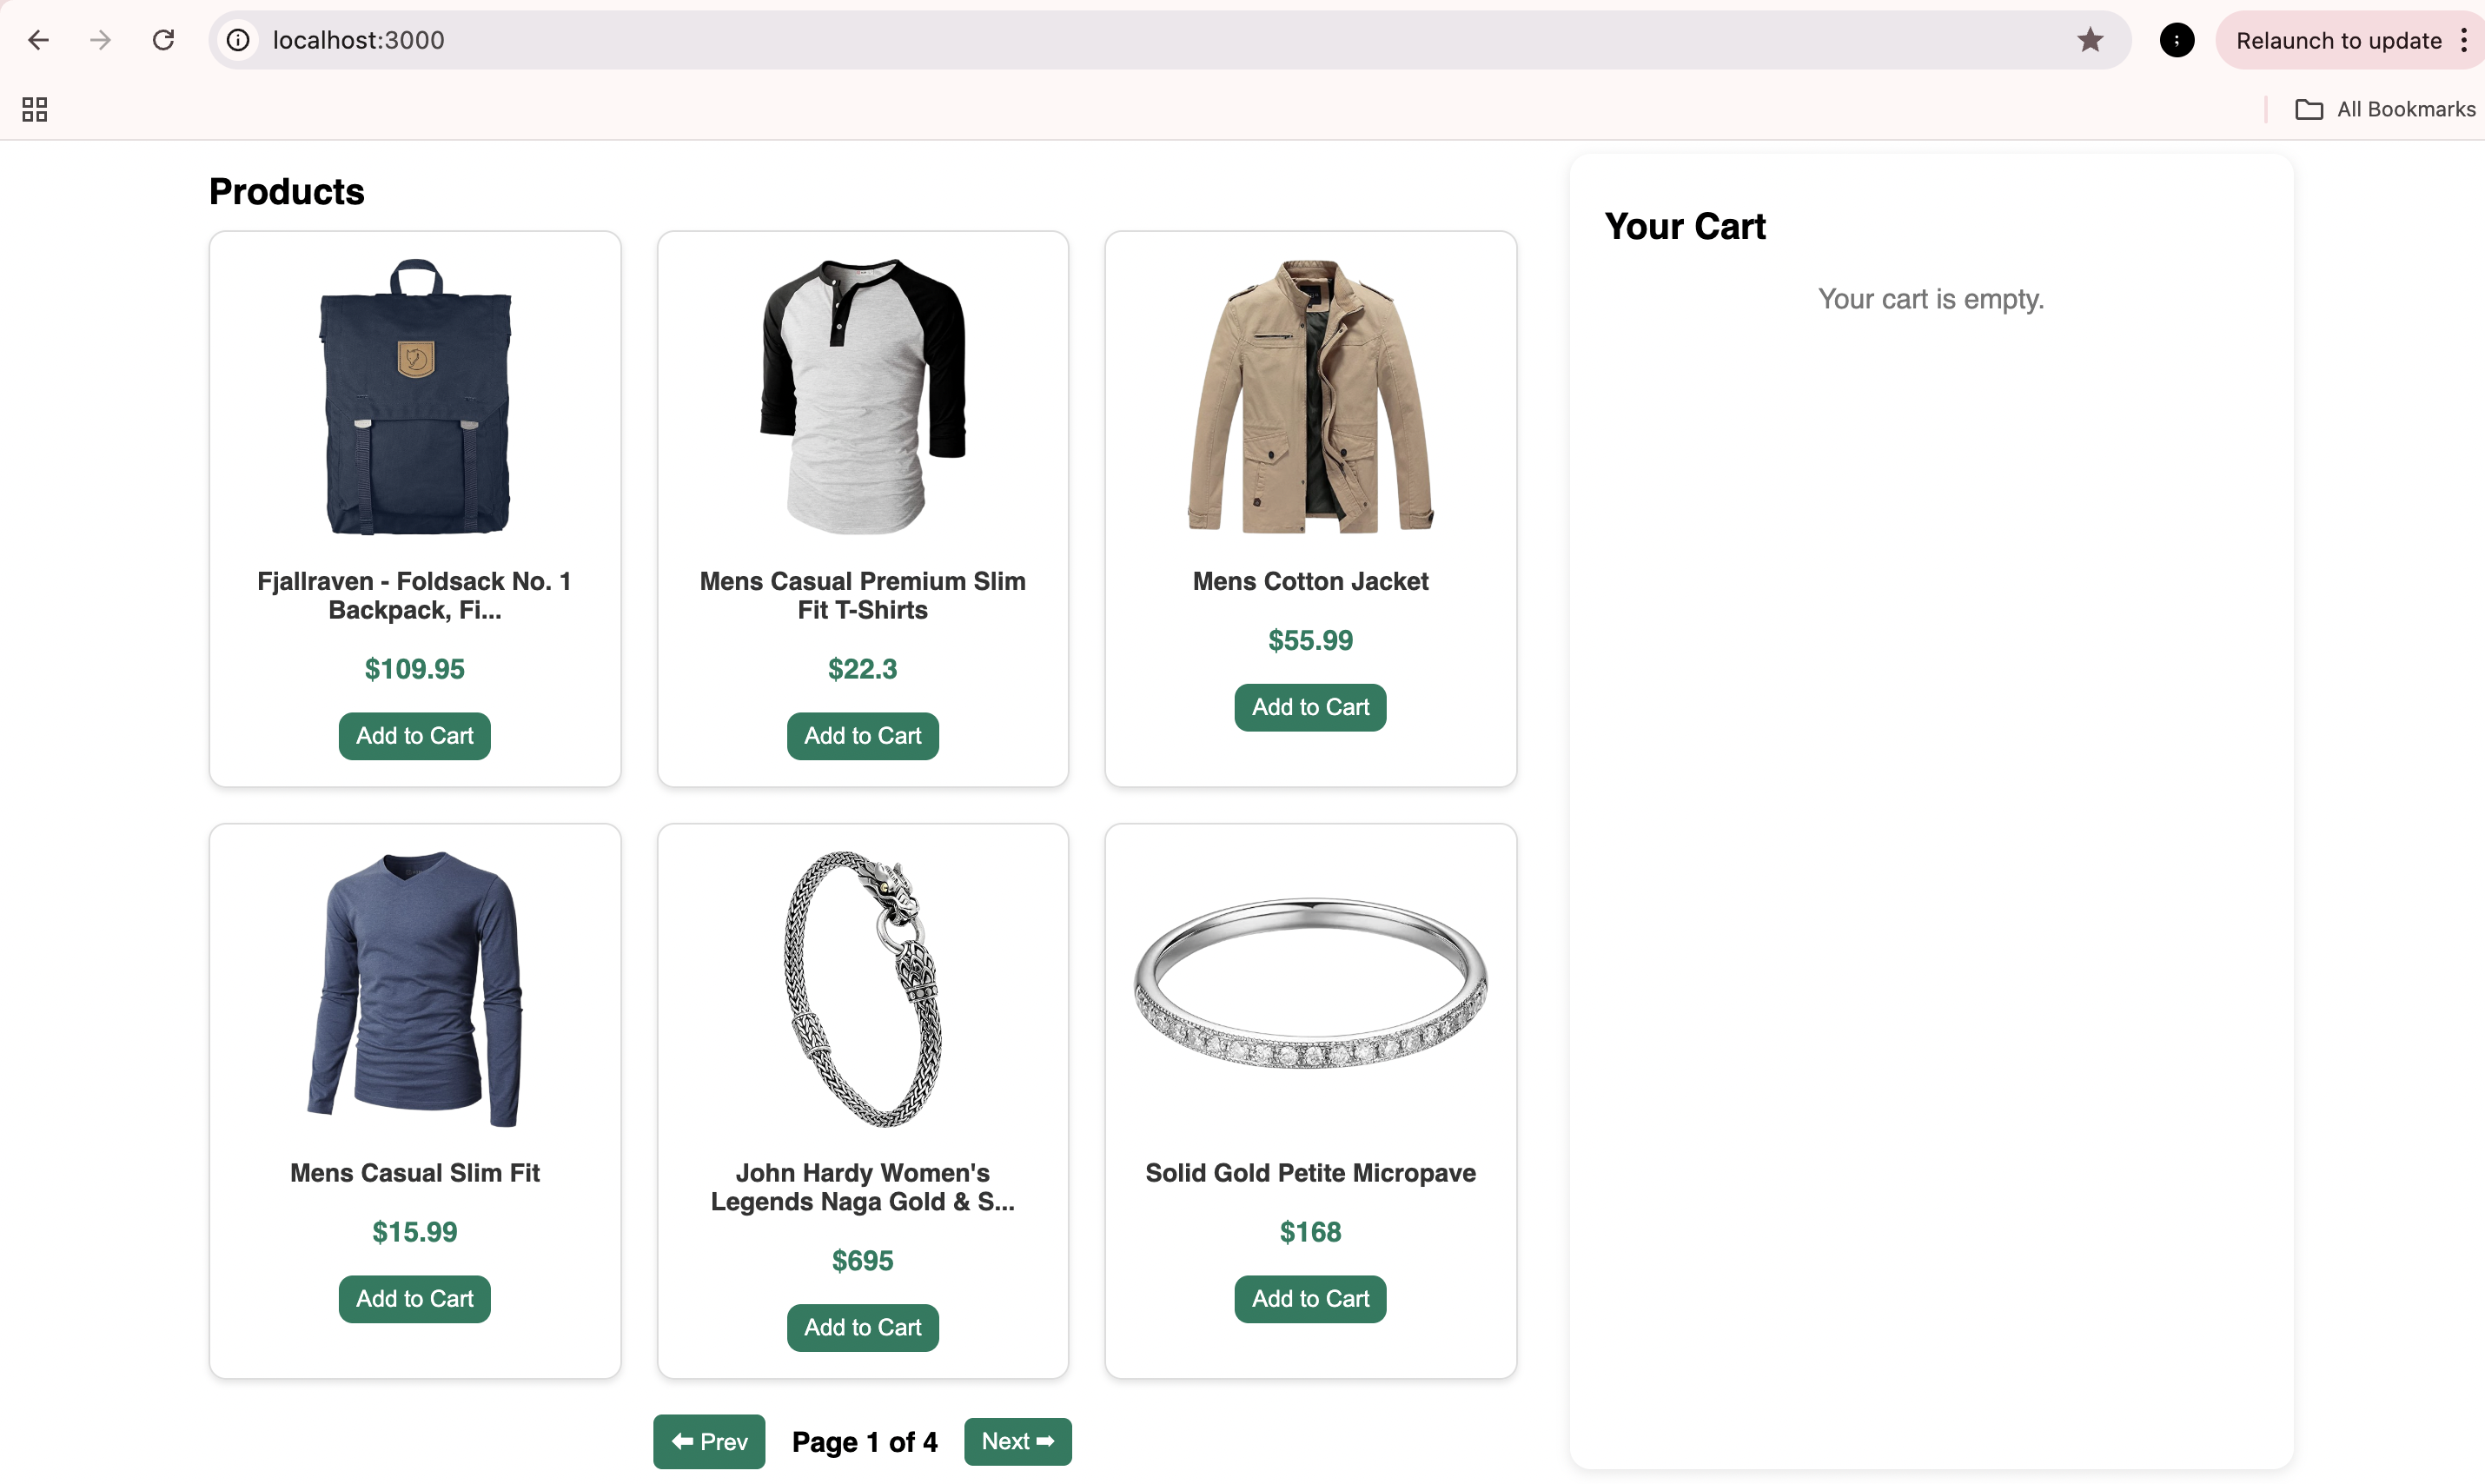 localhost:3000
Relaunch to update
All Bookmarks
Products
Fjallraven - Foldsack No. 1
Backpack, Fi...
$109.95
Add to Cart
Mens Casual Premium Slim
Fit T-Shirts
$22.3
Add to Cart
Mens Cotton Jacket
$55.99
Add to Cart
Mens Casual Slim Fit
$15.99
Add to Cart
John Hardy Women's
Legends Naga Gold & S...
$695
Add to Cart
Solid Gold Petite Micropave
$168
Add to Cart
⬅ Prev
Page 1 of 4
Next ➡
Your Cart
Your cart is empty.